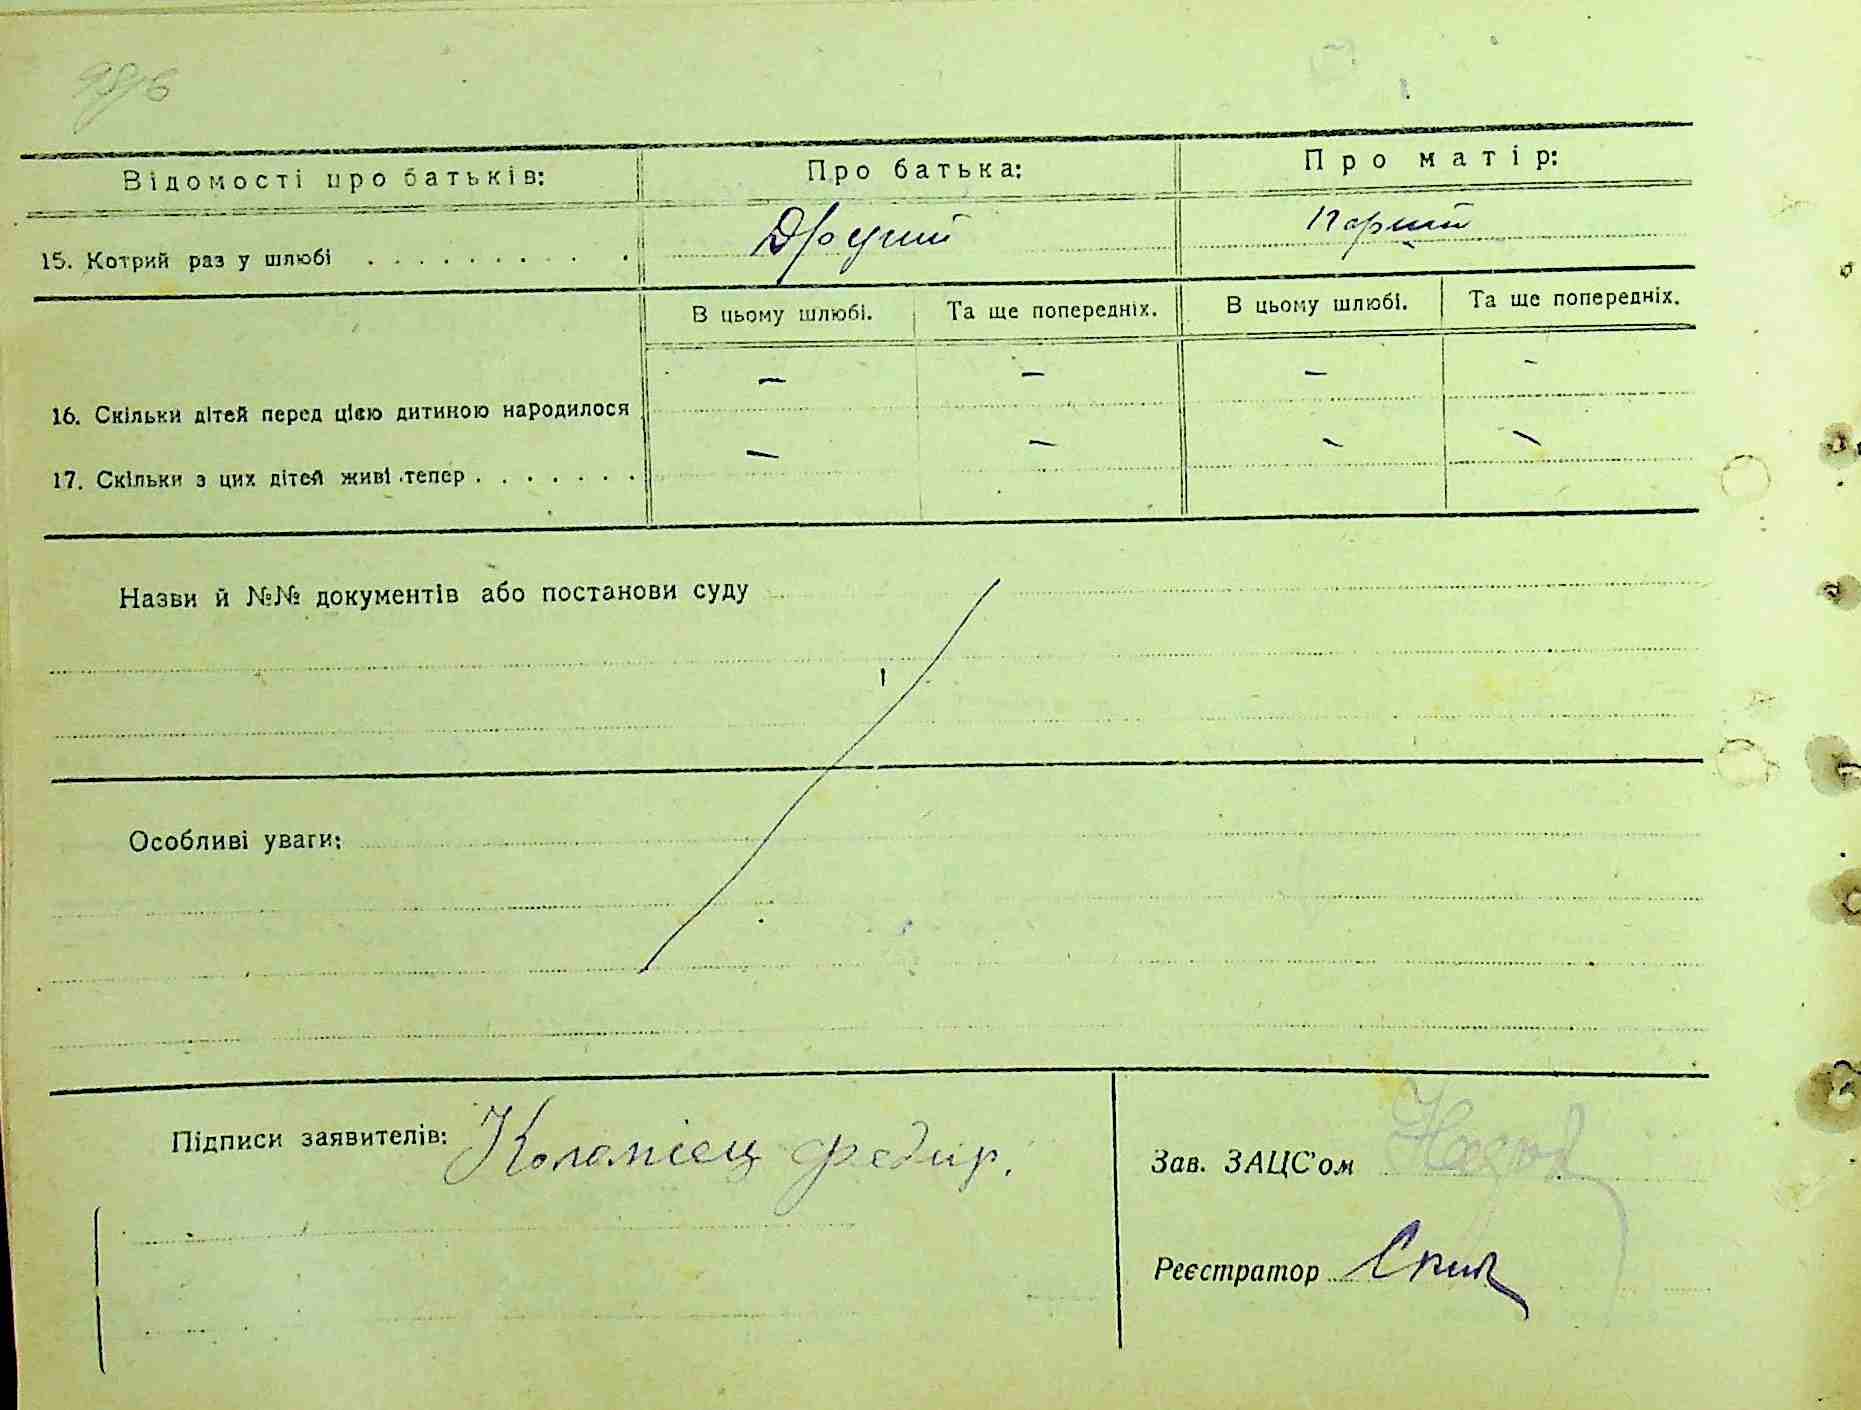 Відомості про батьків: Про батька: Про матір:
15. Котрий раз у шлюбі . . . . . . . . . . Другий Перший
В цьому шлюбі. Та ще попередніх. В цьому шлюбі. Та ще попередніх.
16. Скільки дітей перед цією дитиною народилося — — — —
17. Скільки з цих дітей живі тепер . . . . . . . — — — —
Назви й №№ документів або постанови суду
Особливі уваги:
Підписи заявителів: Коломієц Федир.
Зав. ЗАЦС'ом
Реєстратор